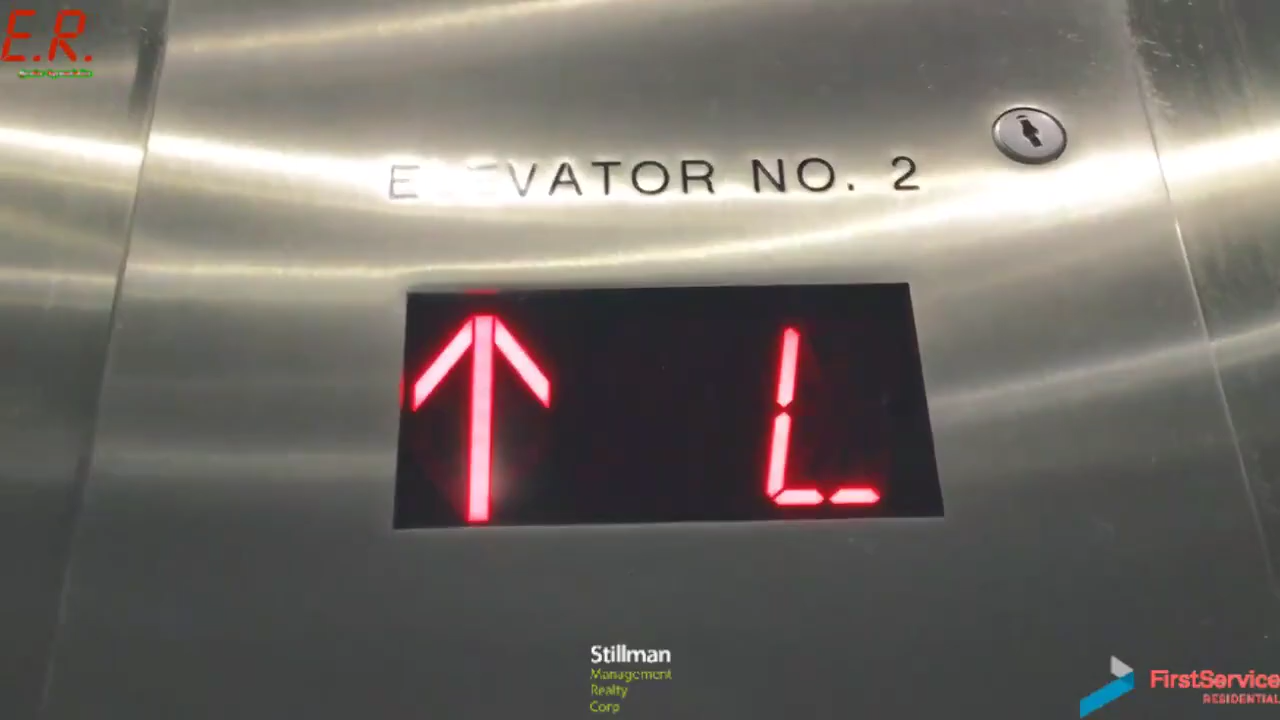 E.R.
ELEVATOR NO. 2
↑ L
Stillman
Management
Realty
Corp
FirstService
RESIDENTIAL